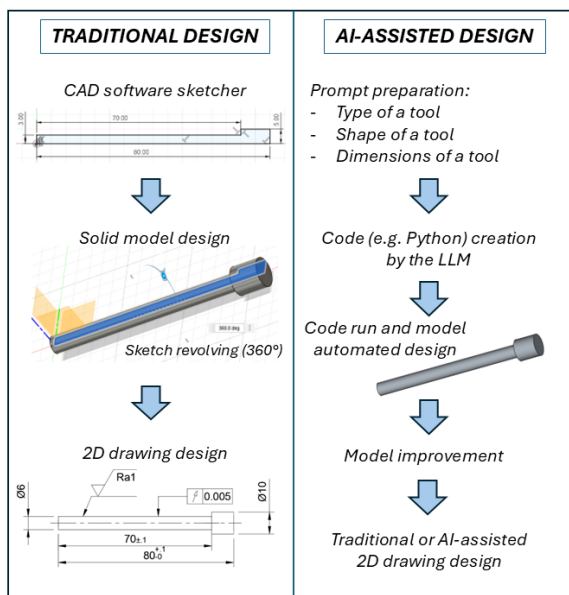 TRADITIONAL DESIGN
CAD software sketcher
70.00
3.00
5.00
80.00
Solid model design
360.0 deg
Sketch revolving (360°)
2D drawing design
Ra1
0.005
Ø6
Ø10
70±.1
80 +.1 -0
AI-ASSISTED DESIGN
Prompt preparation:
- Type of a tool
- Shape of a tool
- Dimensions of a tool
Code (e.g. Python) creation
by the LLM
Code run and model
automated design
Model improvement
Traditional or AI-assisted
2D drawing design